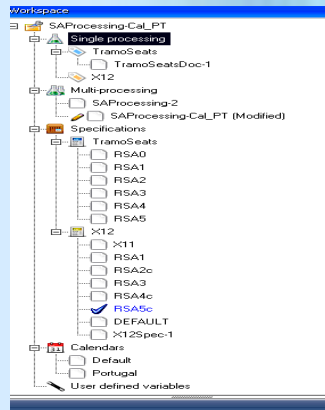 Workspace
SAProcessing-Cal_PT
Single processing
TramoSeats
TramoSeatsDoc-1
X12
Multi-processing
SAProcessing-2
SAProcessing-Cal_PT (Modified)
Specifications
TramoSeats
RSA0
RSA1
RSA2
RSA3
RSA4
RSA5
X12
X11
RSA1
RSA2c
RSA3
RSA4c
RSA5c
DEFAULT
X12Spec-1
Calendars
Default
Portugal
User defined variables